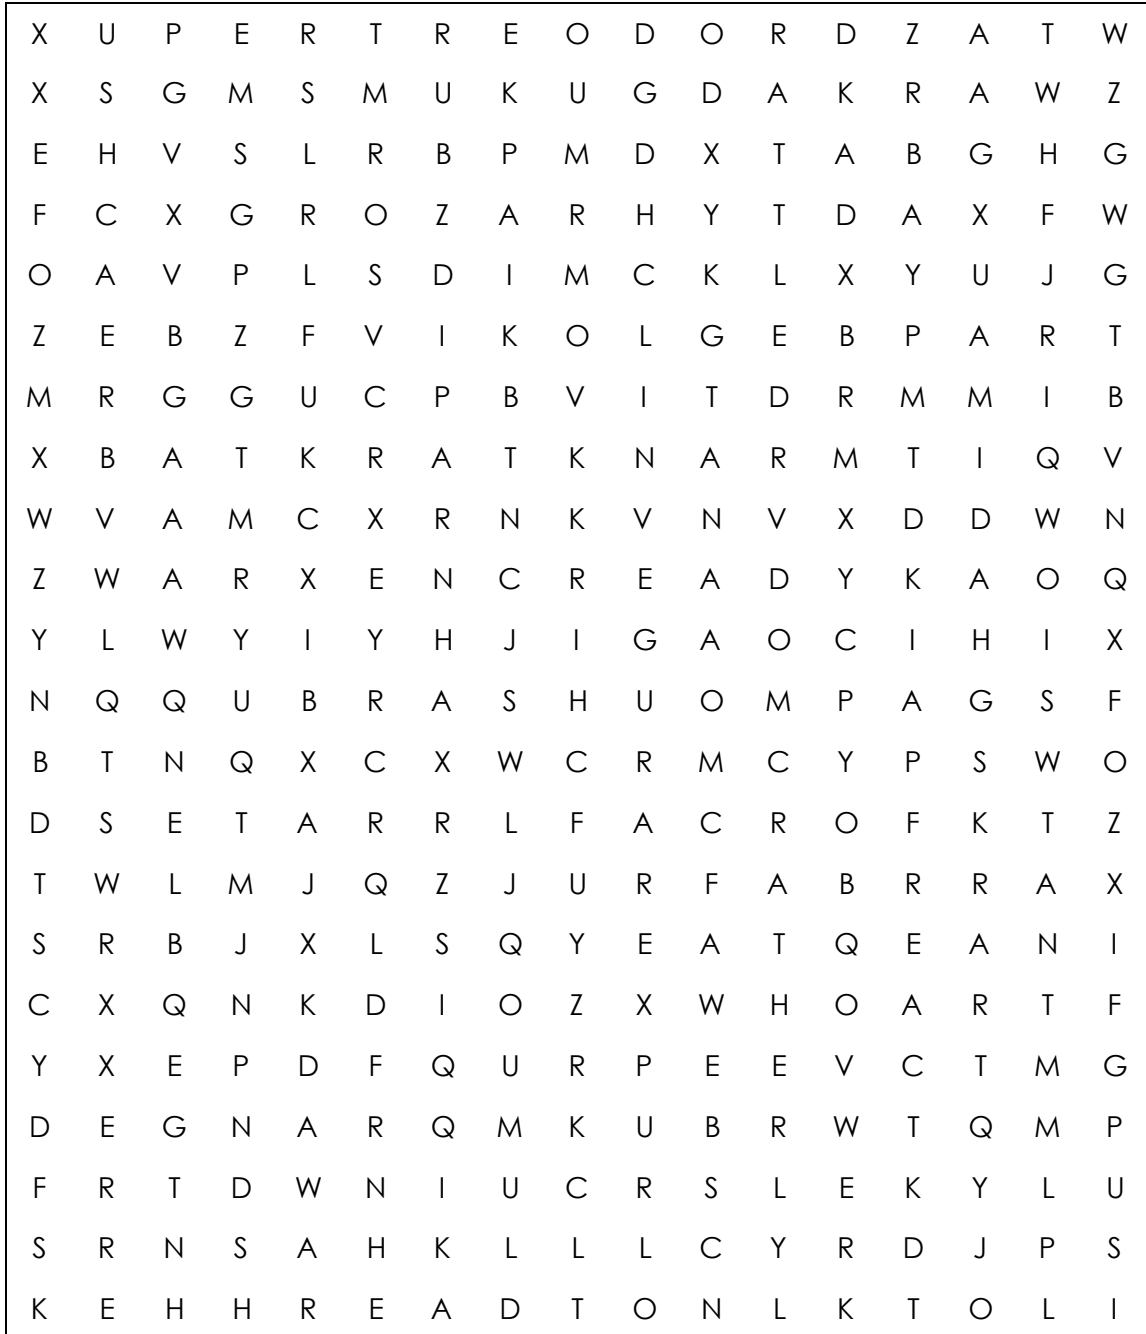 X U P E R T R E O D O R D Z A T W
X S G M S M U K U G D A K R A W Z
E H V S L R B P M D X T A B G H G
F C X G R O Z A R H Y T D A X F W
O A V P L S D I M C K L X Y U J G
Z E B Z F V I K O L G E B P A R T
M R G G U C P B V I T D R M M I B
X B A T K R A T K N A R M T I Q V
W V A M C X R N K V N V X D D W N
Z W A R X E N C R E A D Y K A O Q
Y L W Y I Y H J I G A O C I H I X
N Q Q U B R A S H U O M P A G S F
B T N Q X C X W C R M C Y P S W O
D S E T A R R L F A C R O F K T Z
T W L M J Q Z J U R F A B R R A X
S R B J X L S Q Y E A T Q E A N I
C X Q N K D I O Z X W H O A R T F
Y X E P D F Q U R P E E V C T M G
D E G N A R Q M K U B R W T Q M P
F R T D W N I U C R S L E K Y L U
S R N S A H K L L L C Y R D J P S
K E H H R E A D T O N L K T O L I